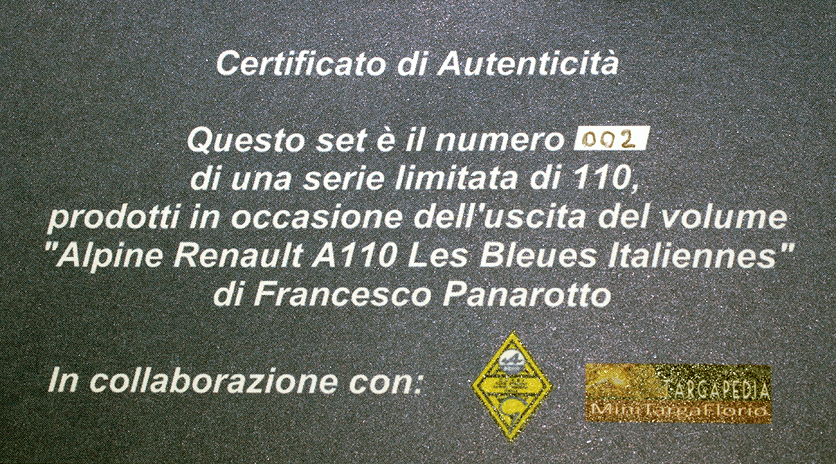 Certificato di Autenticità
Questo set è il numero 002
di una serie limitata di 110,
prodotti in occasione dell'uscita del volume
"Alpine Renault A110 Les Bleues Italiennes"
di Francesco Panarotto
In collaborazione con:
TARGAPEDIA
MiniTargaFlorio